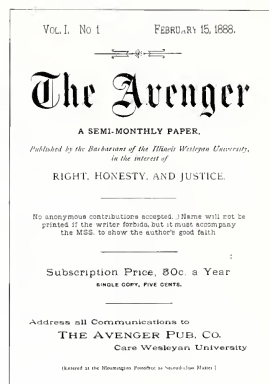 VOL. I. No 1 FEBRUARY 15, 1888.
The Avenger
A SEMI-MONTHLY PAPER,
Published by the Barbarians of the Illinois Wesleyan University,
in the interest of
RIGHT, HONESTY, AND JUSTICE.
No anonymous contributions accepted. Name will not be
printed if the writer forbids, but it must accompany
the MSS. to show the author's good faith
Subscription Price, 80c. a Year
SINGLE COPY, FIVE CENTS.
Address all Communications to
THE AVENGER PUB. CO.
Care Wesleyan University
[Entered at the Bloomington Postoffice as Second-class Matter]